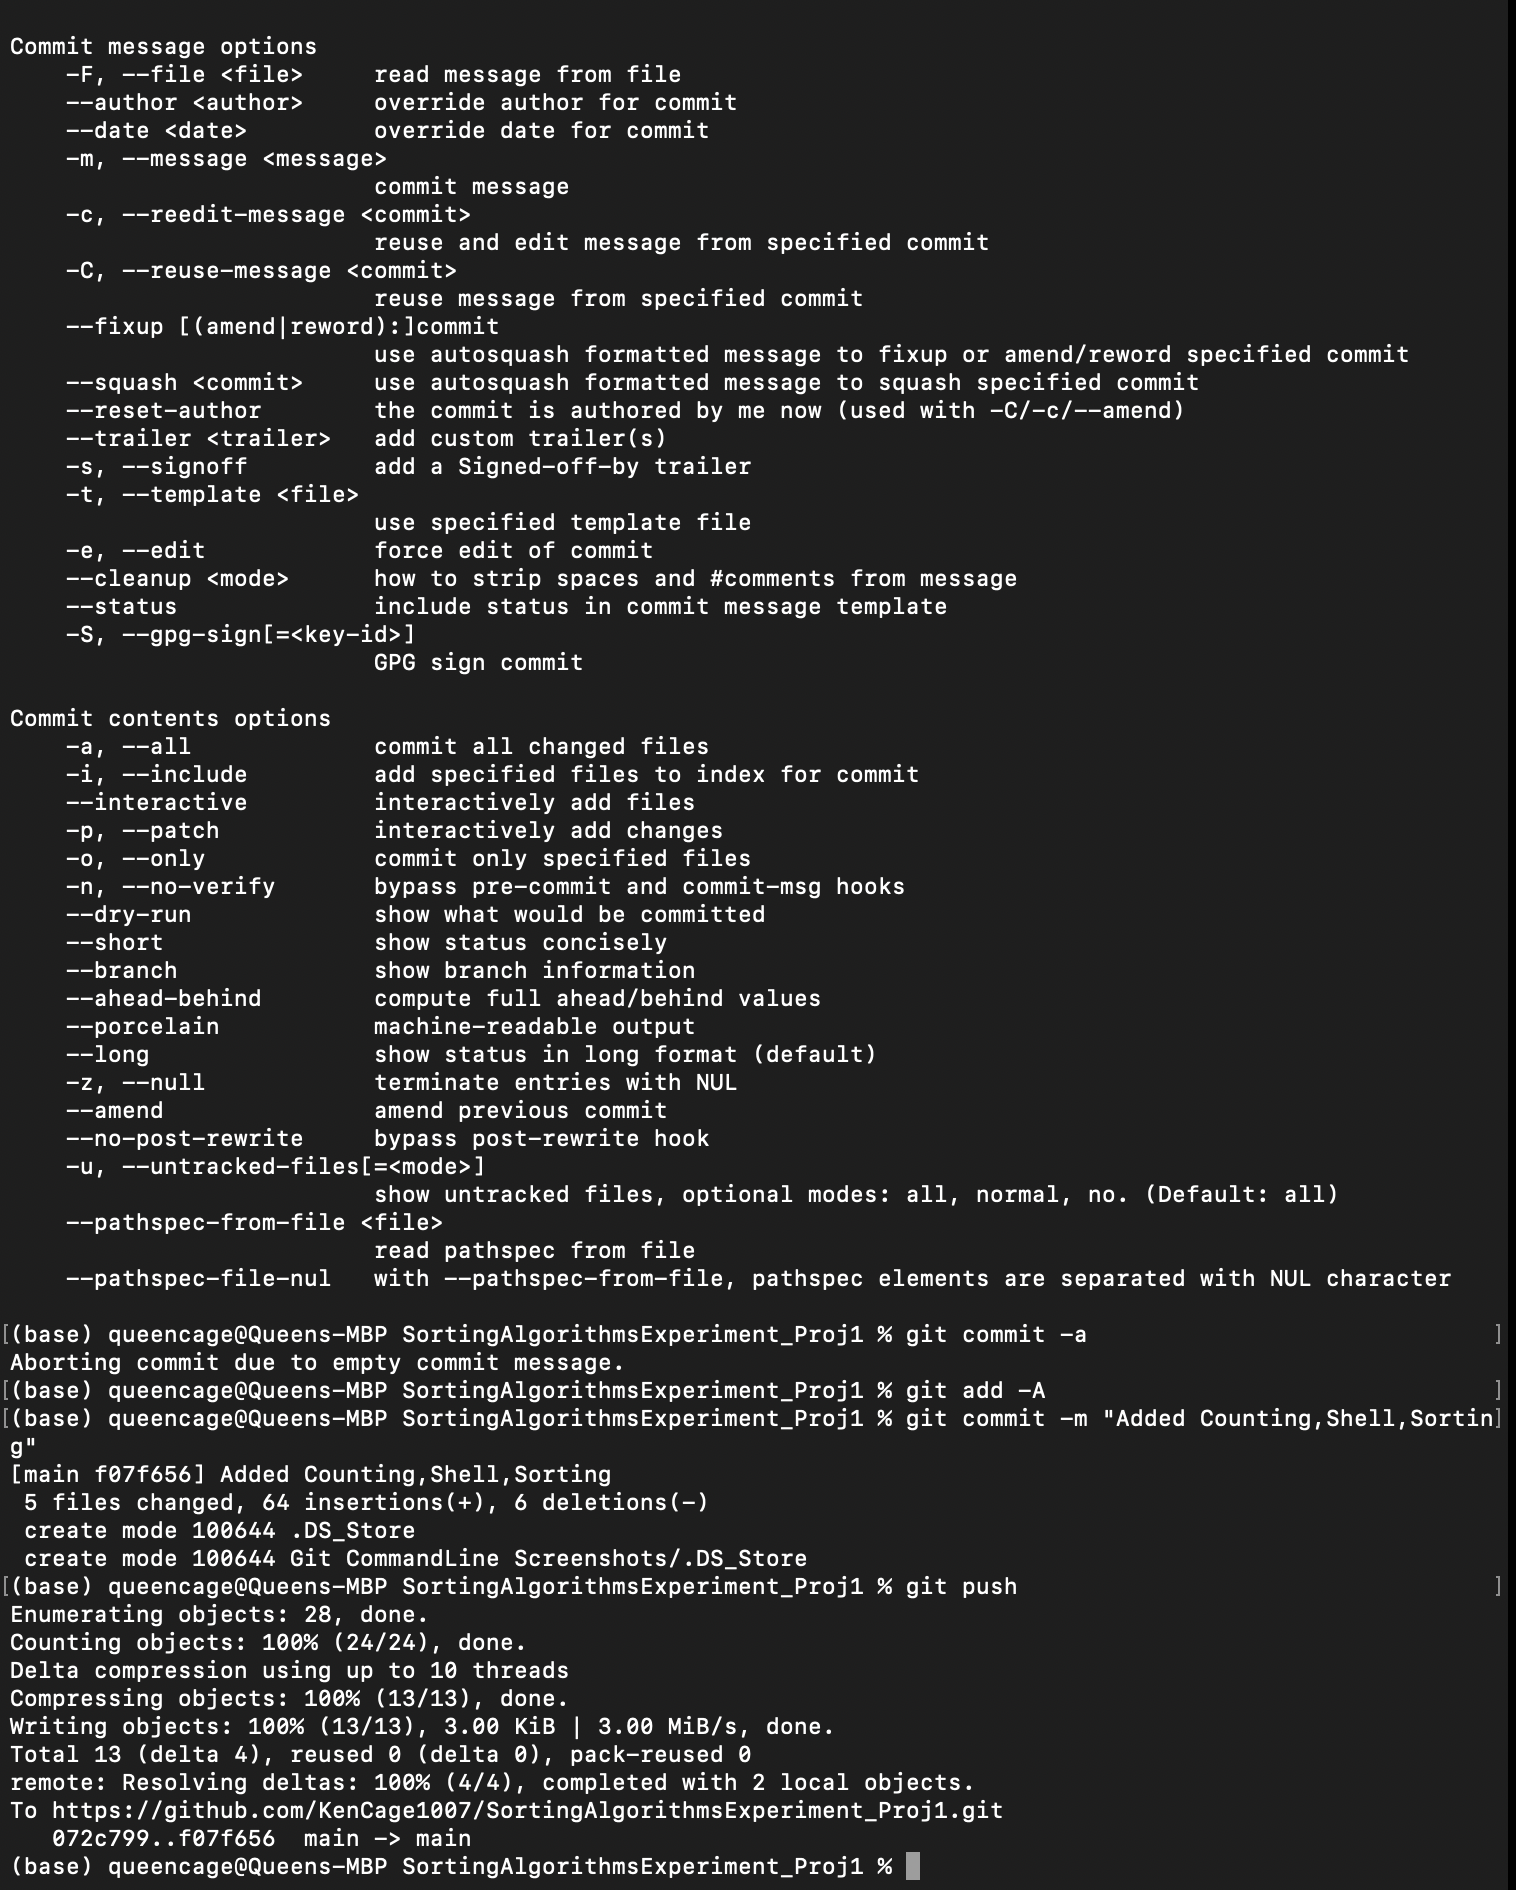 Commit message options
    -F, --file <file>     read message from file
    --author <author>     override author for commit
    --date <date>         override date for commit
    -m, --message <message>
                          commit message
    -c, --reedit-message <commit>
                          reuse and edit message from specified commit
    -C, --reuse-message <commit>
                          reuse message from specified commit
    --fixup [(amend|reword):]commit
                          use autosquash formatted message to fixup or amend/reword specified commit
    --squash <commit>     use autosquash formatted message to squash specified commit
    --reset-author        the commit is authored by me now (used with -C/-c/--amend)
    --trailer <trailer>   add custom trailer(s)
    -s, --signoff         add a Signed-off-by trailer
    -t, --template <file>
                          use specified template file
    -e, --edit            force edit of commit
    --cleanup <mode>      how to strip spaces and #comments from message
    --status              include status in commit message template
    -S, --gpg-sign[=<key-id>]
                          GPG sign commit

Commit contents options
    -a, --all             commit all changed files
    -i, --include         add specified files to index for commit
    --interactive         interactively add files
    -p, --patch           interactively add changes
    -o, --only            commit only specified files
    -n, --no-verify       bypass pre-commit and commit-msg hooks
    --dry-run             show what would be committed
    --short               show status concisely
    --branch              show branch information
    --ahead-behind        compute full ahead/behind values
    --porcelain           machine-readable output
    --long                show status in long format (default)
    -z, --null            terminate entries with NUL
    --amend               amend previous commit
    --no-post-rewrite     bypass post-rewrite hook
    -u, --untracked-files[=<mode>]
                          show untracked files, optional modes: all, normal, no. (Default: all)
    --pathspec-from-file <file>
                          read pathspec from file
    --pathspec-file-nul   with --pathspec-from-file, pathspec elements are separated with NUL character

[(base) queencage@Queens-MBP SortingAlgorithmsExperiment_Proj1 % git commit -a ]
Aborting commit due to empty commit message.
[(base) queencage@Queens-MBP SortingAlgorithmsExperiment_Proj1 % git add -A ]
[(base) queencage@Queens-MBP SortingAlgorithmsExperiment_Proj1 % git commit -m "Added Counting,Shell,Sortin]
g"
[main f07f656] Added Counting,Shell,Sorting
 5 files changed, 64 insertions(+), 6 deletions(-)
 create mode 100644 .DS_Store
 create mode 100644 Git CommandLine Screenshots/.DS_Store
[(base) queencage@Queens-MBP SortingAlgorithmsExperiment_Proj1 % git push ]
Enumerating objects: 28, done.
Counting objects: 100% (24/24), done.
Delta compression using up to 10 threads
Compressing objects: 100% (13/13), done.
Writing objects: 100% (13/13), 3.00 KiB | 3.00 MiB/s, done.
Total 13 (delta 4), reused 0 (delta 0), pack-reused 0
remote: Resolving deltas: 100% (4/4), completed with 2 local objects.
To https://github.com/KenCage1007/SortingAlgorithmsExperiment_Proj1.git
   072c799..f07f656  main -> main
(base) queencage@Queens-MBP SortingAlgorithmsExperiment_Proj1 %